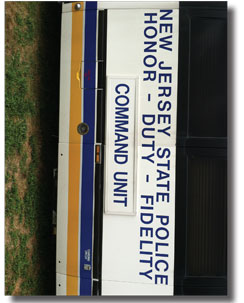 NEW JERSEY STATE POLICE
HONOR - DUTY - FIDELITY
COMMAND UNIT